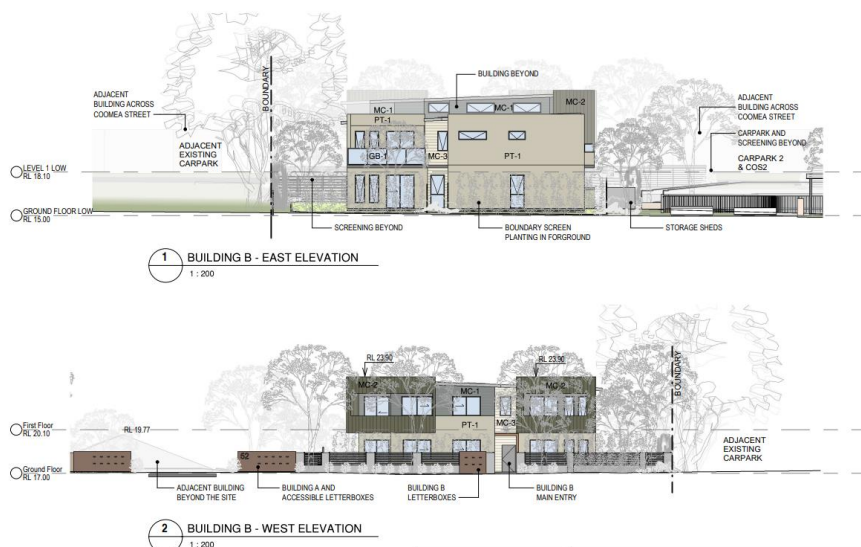 BUILDING BEYOND
ADJACENT
BUILDING ACROSS
COOMEA STREET
BOUNDARY
ADJACENT
EXISTING
CARPARK
MC-1
MC-1
MC-2
PT-1
GB-1
MC-3
PT-1
ADJACENT
BUILDING ACROSS
COOMEA STREET
CARPARK AND
SCREENING BEYOND
CARPARK 2
& COS2
LEVEL 1 LOW
RL 18.10
GROUND FLOOR LOW
RL 15.00
SCREENING BEYOND
BOUNDARY SCREEN
PLANTING IN FORGROUND
STORAGE SHEDS
1 BUILDING B - EAST ELEVATION
1 : 200
RL 23.90
RL 23.90
MC-2
MC-1
MC-2
PT-1
MC-3
BOUNDARY
First Floor
RL 20.10
RL 19.77
62
ADJACENT
EXISTING
CARPARK
Ground Floor
RL 17.00
ADJACENT BUILDING
BEYOND THE SITE
BUILDING A AND
ACCESSIBLE LETTERBOXES
BUILDING B
LETTERBOXES
BUILDING B
MAIN ENTRY
2 BUILDING B - WEST ELEVATION
1 : 200